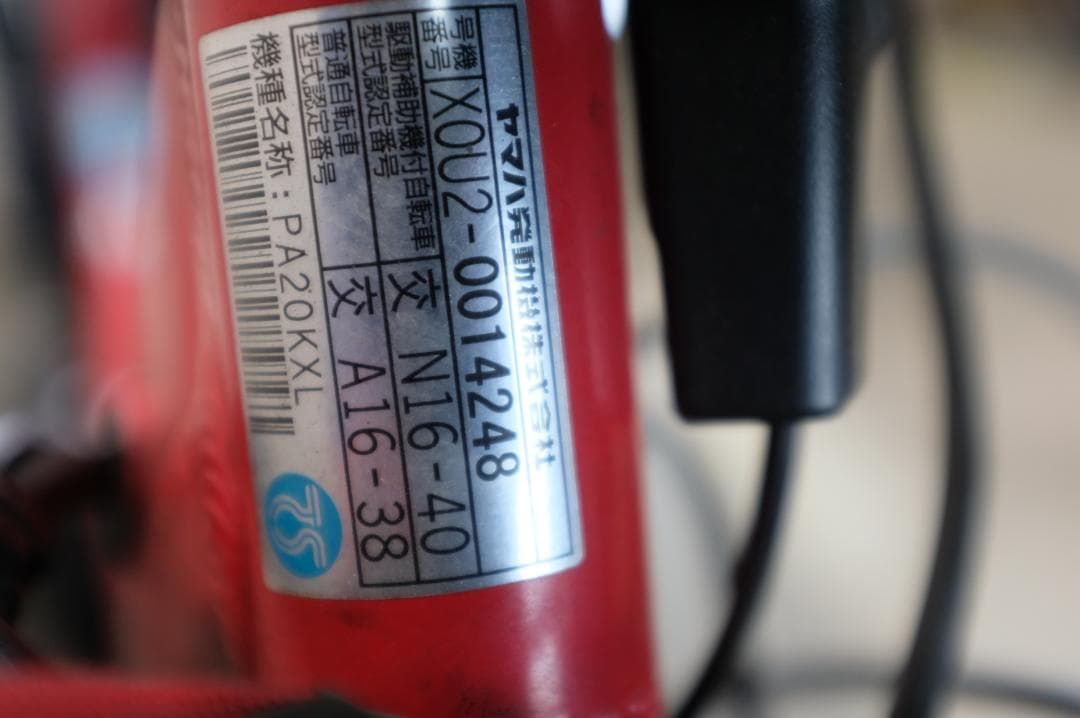 ヤマハ発動機株式会社
号機番号 X0U2-0014248
駆動補助機付自転車型式認定番号 交 N16-40
普通自転車型式認定番号 交 A16-38
機種名称：PA20KXL
TS